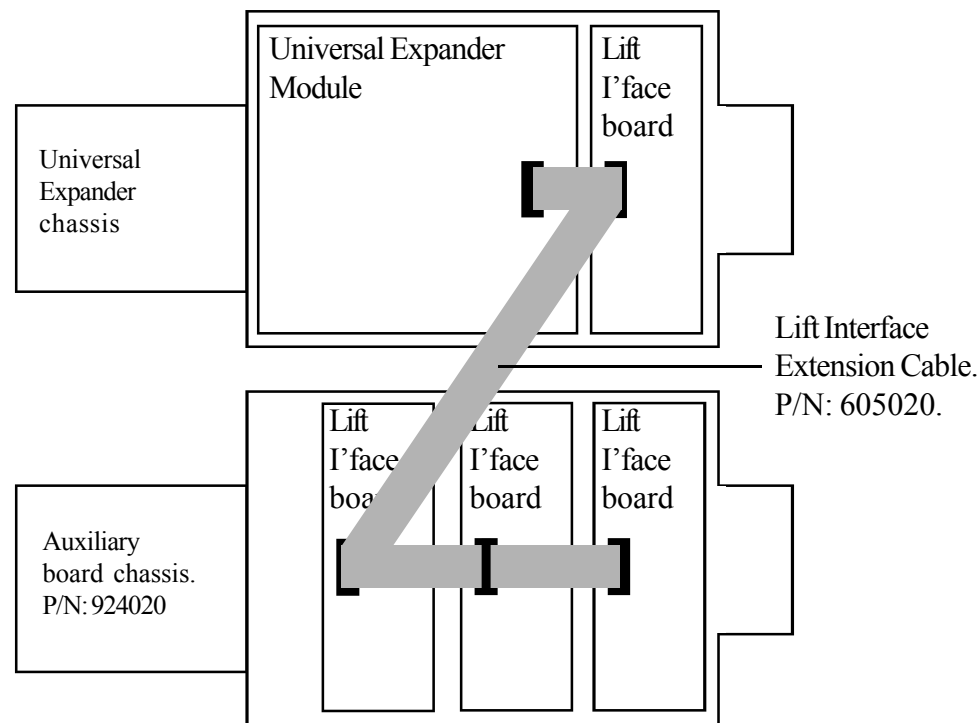 Universal Expander
Module
Lift
I’face
board
Universal
Expander
chassis
Lift Interface
Extension Cable.
P/N: 605020.
Lift
I’face
board
Lift
I’face
board
Lift
I’face
board
Auxiliary
board chassis.
P/N: 924020